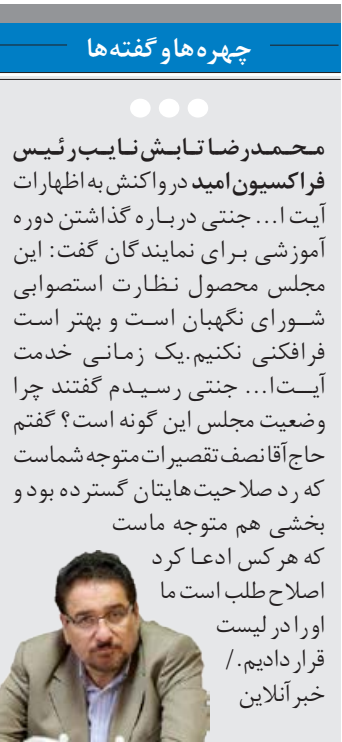 چهره‌ها و گفته‌ها
محمدرضا تابش نایب رئیس
فراکسیون امید در واکنش به اظهارات
آیت ا... جنتی درباره گذاشتن دوره
آموزشی برای نمایندگان گفت: این
مجلس محصول نظارت استصوابی
شورای نگهبان است و بهتر است
فرافکنی نکنیم.یک زمانی خدمت
آیت‌ا... جنتی رسیدم گفتند چرا
وضعیت مجلس این گونه است؟ گفتم
حاج‌آقا نصف تقصیرات متوجه شماست
که رد صلاحیت‌هایتان گسترده بود و
بخشی هم متوجه ماست
که هر کس ادعا کرد
اصلاح طلب است ما
او را در لیست
قرار دادیم./
خبرآنلاین